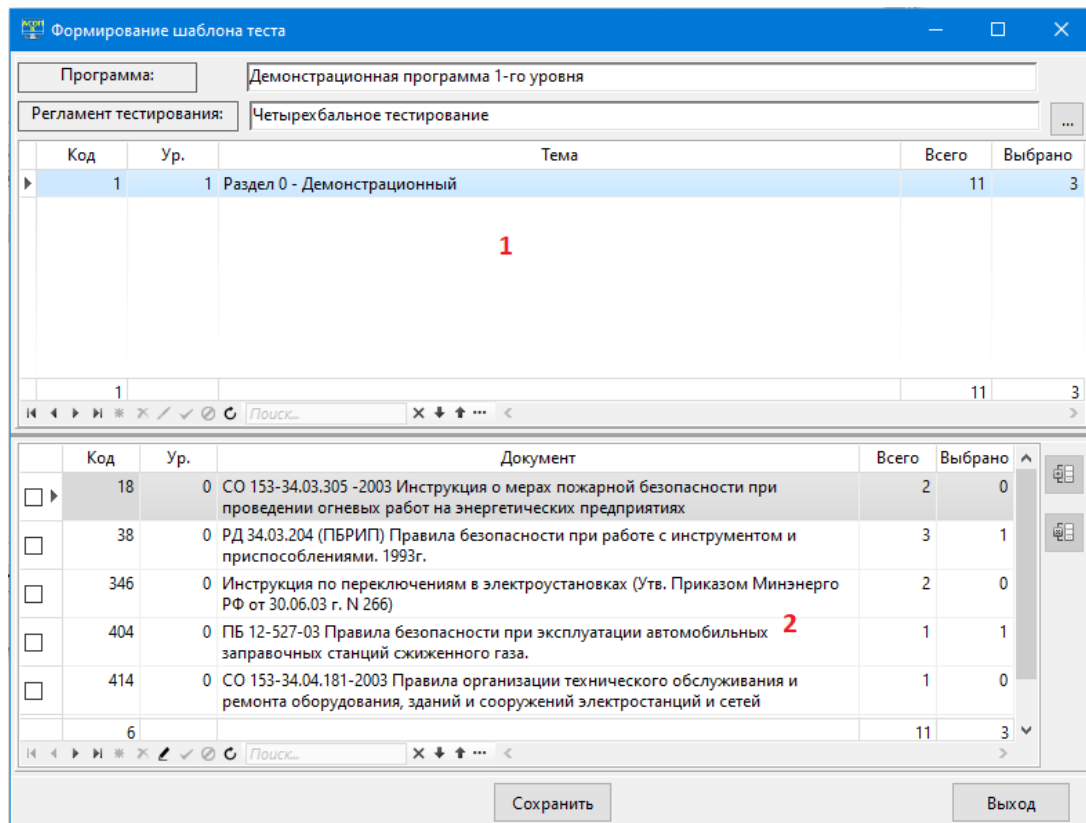 Формирование шаблона теста
Программа: Демонстрационная программа 1-го уровня
Регламент тестирования: Четырехбальное тестирование ...
Код Ур. Тема Всего Выбрано
1 1 Раздел 0 - Демонстрационный 11 3
1
1 11 3
Поиск...
Код Ур. Документ Всего Выбрано
18 0 СО 153-34.03.305 -2003 Инструкция о мерах пожарной безопасности при 2 0
проведении огневых работ на энергетических предприятиях
38 0 РД 34.03.204 (ПБРИП) Правила безопасности при работе с инструментом и 3 1
приспособлениями. 1993г.
346 0 Инструкция по переключениям в электроустановках (Утв. Приказом Минэнерго 2 0
РФ от 30.06.03 г. N 266)
404 0 ПБ 12-527-03 Правила безопасности при эксплуатации автомобильных 2 1 1
заправочных станций сжиженного газа.
414 0 СО 153-34.04.181-2003 Правила организации технического обслуживания и 1 0
ремонта оборудования, зданий и сооружений электростанций и сетей
6 11 3
Поиск...
Сохранить Выход